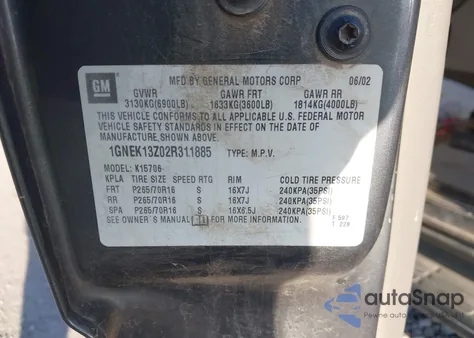 GM
MFD BY GENERAL MOTORS CORP 06/02
GVWR GAWR FRT GAWR RR
3130KG(6900LB) 1633KG(3600LB) 1814KG(4000LB)
THIS VEHICLE CONFORMS TO ALL APPLICABLE U.S. FEDERAL MOTOR
VEHICLE SAFETY STANDARDS IN EFFECT ON THE DATE OF
MANUFACTURE SHOWN ABOVE.
1GNEK13Z02R311885 TYPE: M.P.V.
MODEL: K15706
KPLA TIRE SIZE SPEED RTG RIM COLD TIRE PRESSURE
FRT P265/70R16 S 16X7J 240KPA(35PSI)
RR P265/70R16 S 16X7J 240KPA(35PSI)
SPA P265/70R16 S 16X6.5J 240KPA(35PSI)
SEE OWNER'S MANUAL FOR MORE INFORMATION.
autoSnap